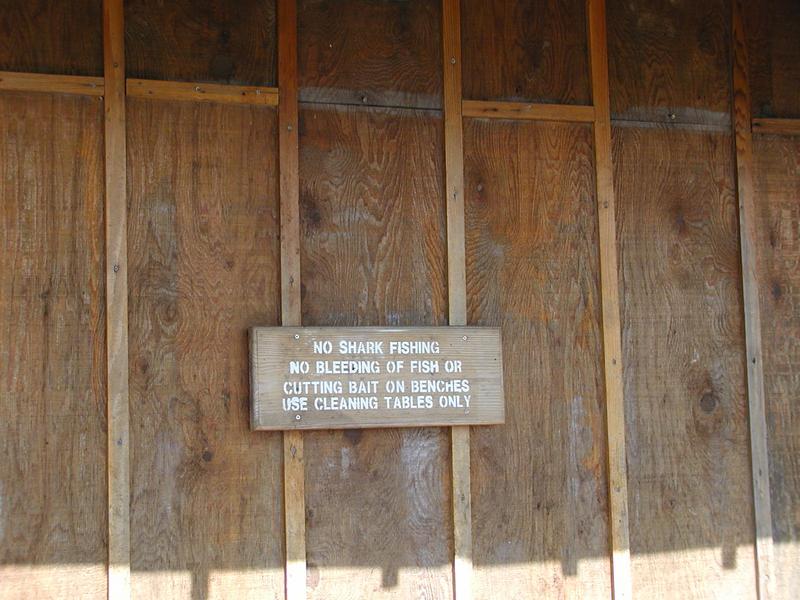 NO SHARK FISHING
NO BLEEDING OF FISH OR
CUTTING BAIT ON BENCHES
USE CLEANING TABLES ONLY